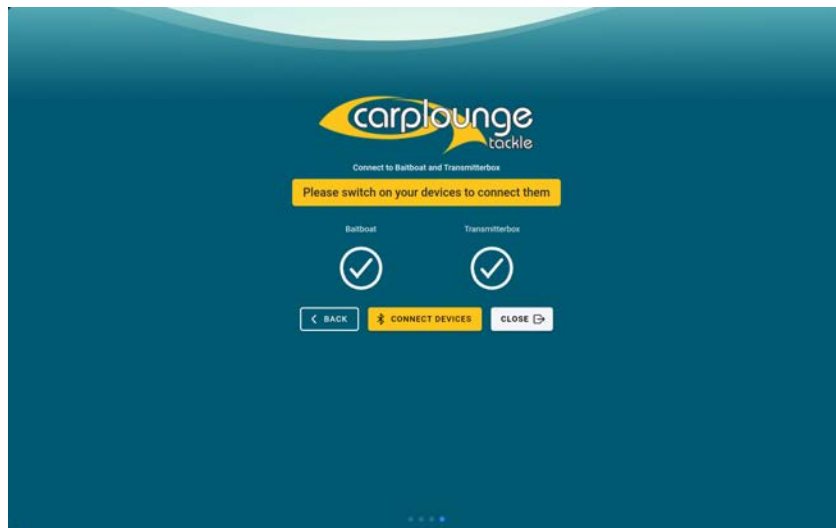 carplounge
tackle
Connect to Baitboat and Transmitterbox
Please switch on your devices to connect them
Baitboat Transmitterbox
BACK CONNECT DEVICES CLOSE